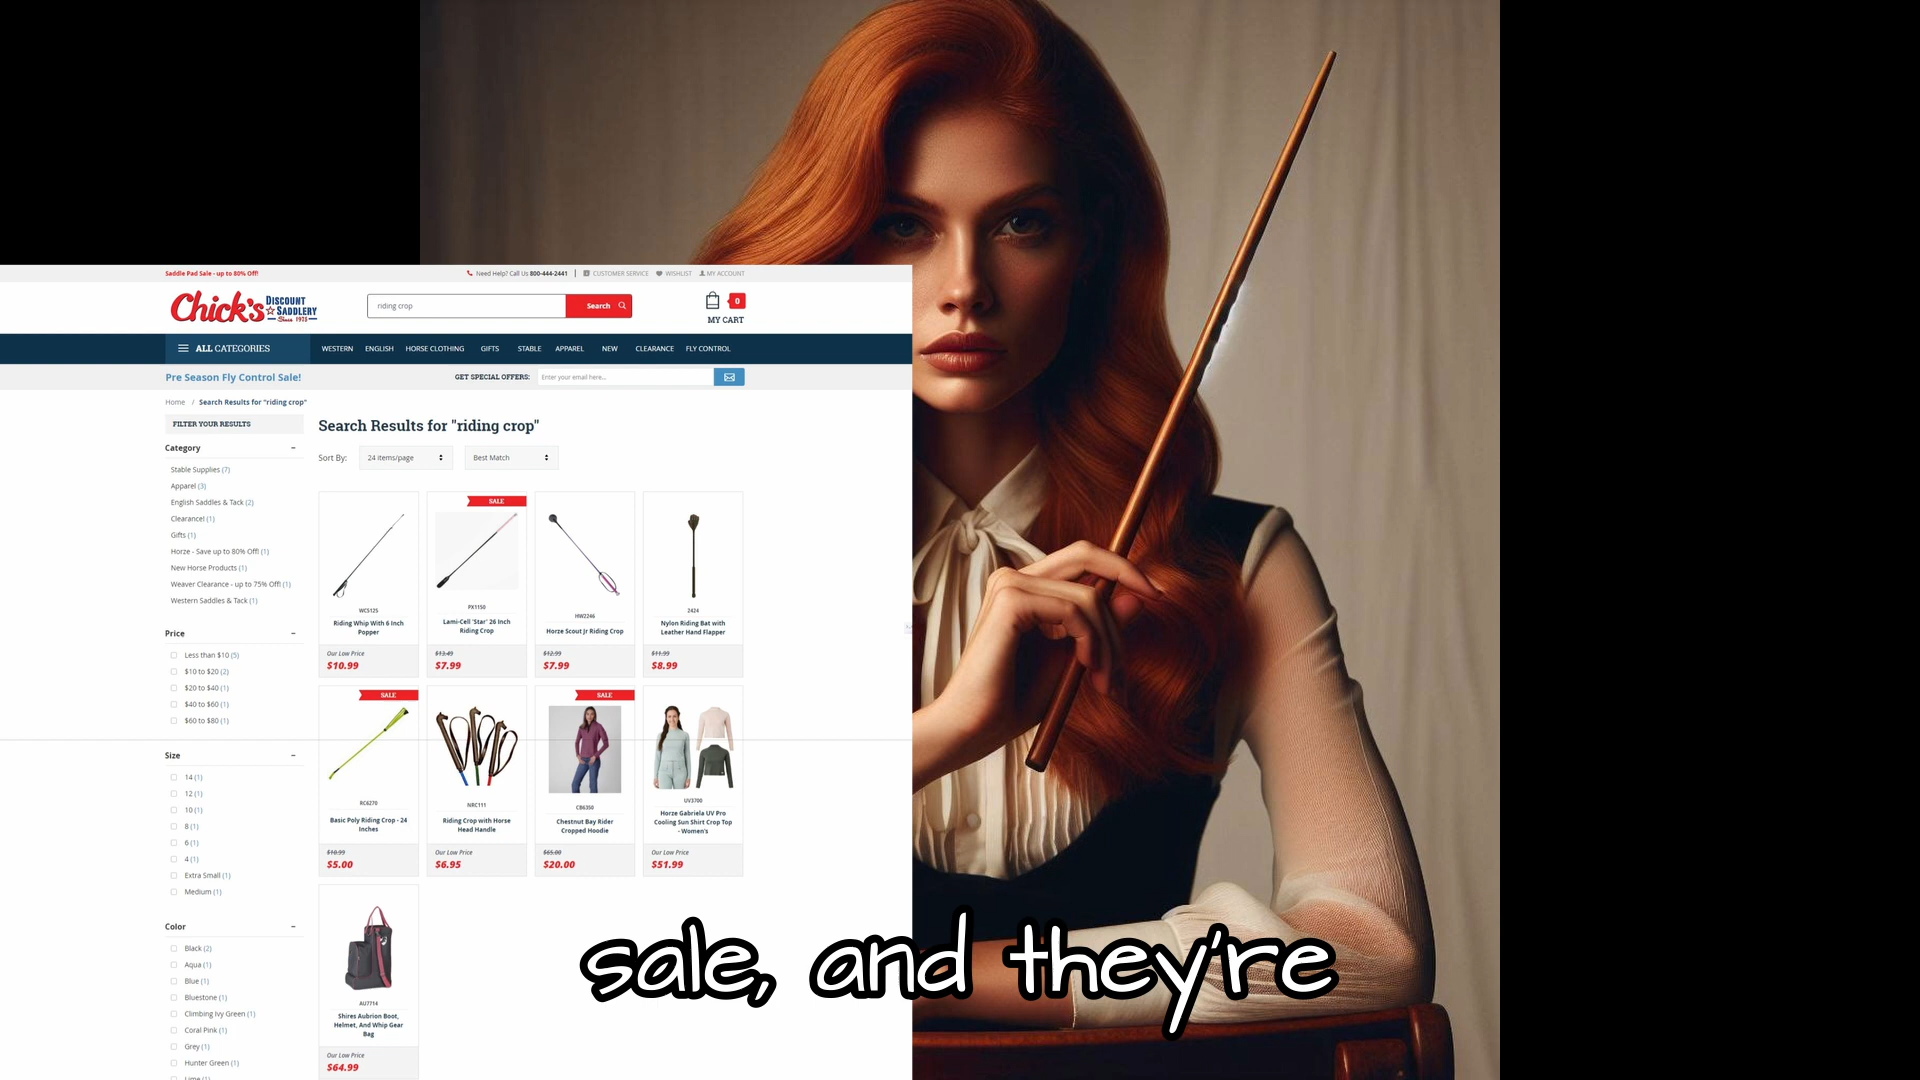 Saddle Pad Sale - up to 80% Off!
Need Help? Call Us 800-444-2441
CUSTOMER SERVICE
WISHLIST
MY ACCOUNT
Chick's DISCOUNT SADDLERY
Since 1975
riding crop
Search
0
MY CART
ALL CATEGORIES
WESTERN
ENGLISH
HORSE CLOTHING
GIFTS
STABLE
APPAREL
NEW
CLEARANCE
FLY CONTROL
Pre Season Fly Control Sale!
GET SPECIAL OFFERS:
Enter your email here...
Home / Search Results for "riding crop"
FILTER YOUR RESULTS
Category
Stable Supplies (7)
Apparel (3)
English Saddles & Tack (2)
Clearance! (1)
Gifts (1)
Horze - Save up to 80% Off! (1)
New Horse Products (1)
Weaver Clearance - up to 75% Off! (1)
Western Saddles & Tack (1)
Price
Less than $10 (5)
$10 to $20 (2)
$20 to $40 (1)
$40 to $60 (1)
$60 to $80 (1)
Size
14 (1)
12 (1)
10 (1)
8 (1)
6 (1)
4 (1)
Extra Small (1)
Medium (1)
Color
Black (2)
Aqua (1)
Blue (1)
Bluestone (1)
Climbing Ivy Green (1)
Coral Pink (1)
Grey (1)
Hunter Green (1)
Lime (1)
Search Results for "riding crop"
Sort By:
24 items/page
Best Match
WCS125
Riding Whip With 6 Inch
Popper
Our Low Price
$10.99
SALE
PX1150
Lami-Cell 'Star' 26 Inch
Riding Crop
$13.49
$7.99
HW2246
Horze Scout Jr Riding Crop
$12.99
$7.99
2424
Nylon Riding Bat with
Leather Hand Flapper
$11.99
$8.99
SALE
RC6270
Basic Poly Riding Crop - 24
Inches
$10.99
$5.00
NRC111
Riding Crop with Horse
Head Handle
Our Low Price
$6.95
SALE
CB6350
Chestnut Bay Rider
Cropped Hoodie
$65.00
$20.00
UV3700
Horze Gabriela UV Pro
Cooling Sun Shirt Crop Top
- Women's
Our Low Price
$51.99
AU7714
Shires Aubrion Boot,
Helmet, And Whip Gear
Bag
Our Low Price
$64.99
sale, and they're